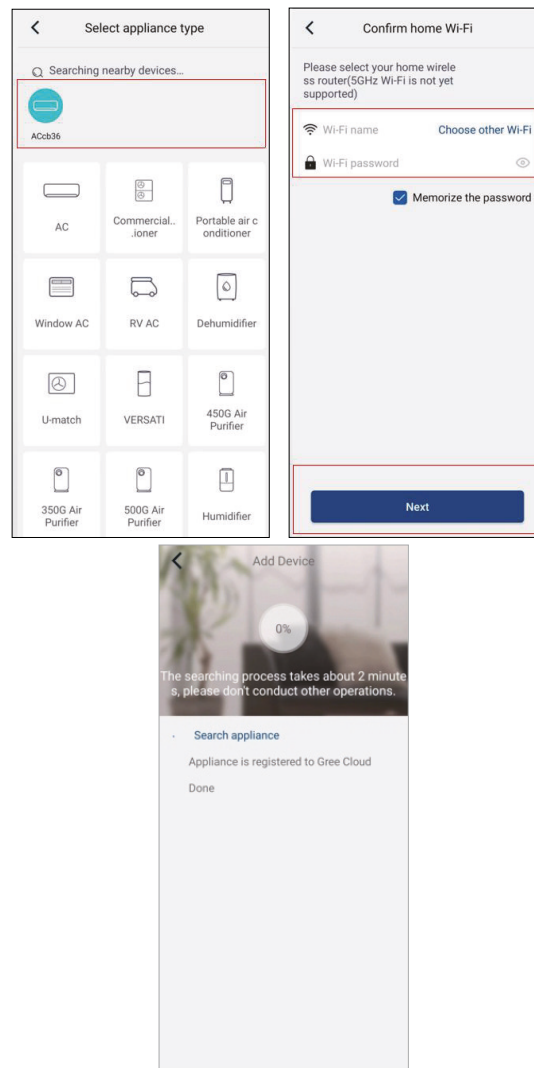 Select appliance type
Searching nearby devices...
ACcb36
AC
Commercial..
.ioner
Portable air c
onditioner
Window AC
RV AC
Dehumidifier
U-match
VERSATI
450G Air
Purifier
350G Air
Purifier
500G Air
Purifier
Humidifier
Confirm home Wi-Fi
Please select your home wirele
ss router(5GHz Wi-Fi is not yet
supported)
Wi-Fi name Choose other Wi-Fi
Wi-Fi password
Memorize the password
Next
Add Device
0%
The searching process takes about 2 minute
s, please don't conduct other operations.
Search appliance
Appliance is registered to Gree Cloud
Done